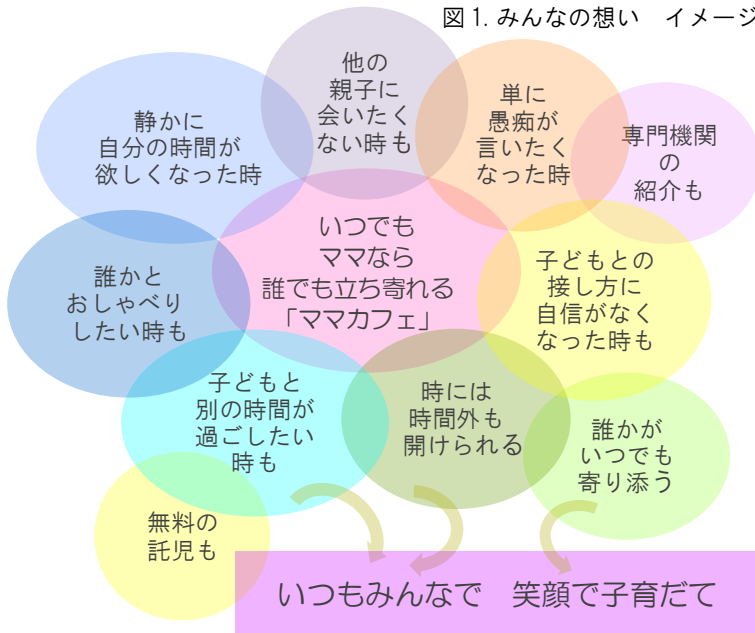 図1. みんなの想い　イメージ
他の
親子に
会いたく
ない時も
単に
愚痴が
言いたく
なった時
静かに
自分の時間が
欲しくなった時
専門機関
の
紹介も
いつでも
ママなら
誰でも立ち寄れる
「ママカフェ」
子どもとの
接し方に
自信がなく
なった時も
誰かと
おしゃべり
したい時も
子どもと
別の時間が
過ごしたい
時も
時には
時間外も
開けられる
誰かが
いつでも
寄り添う
無料の
託児も
いつもみんなで　笑顔で子育だて